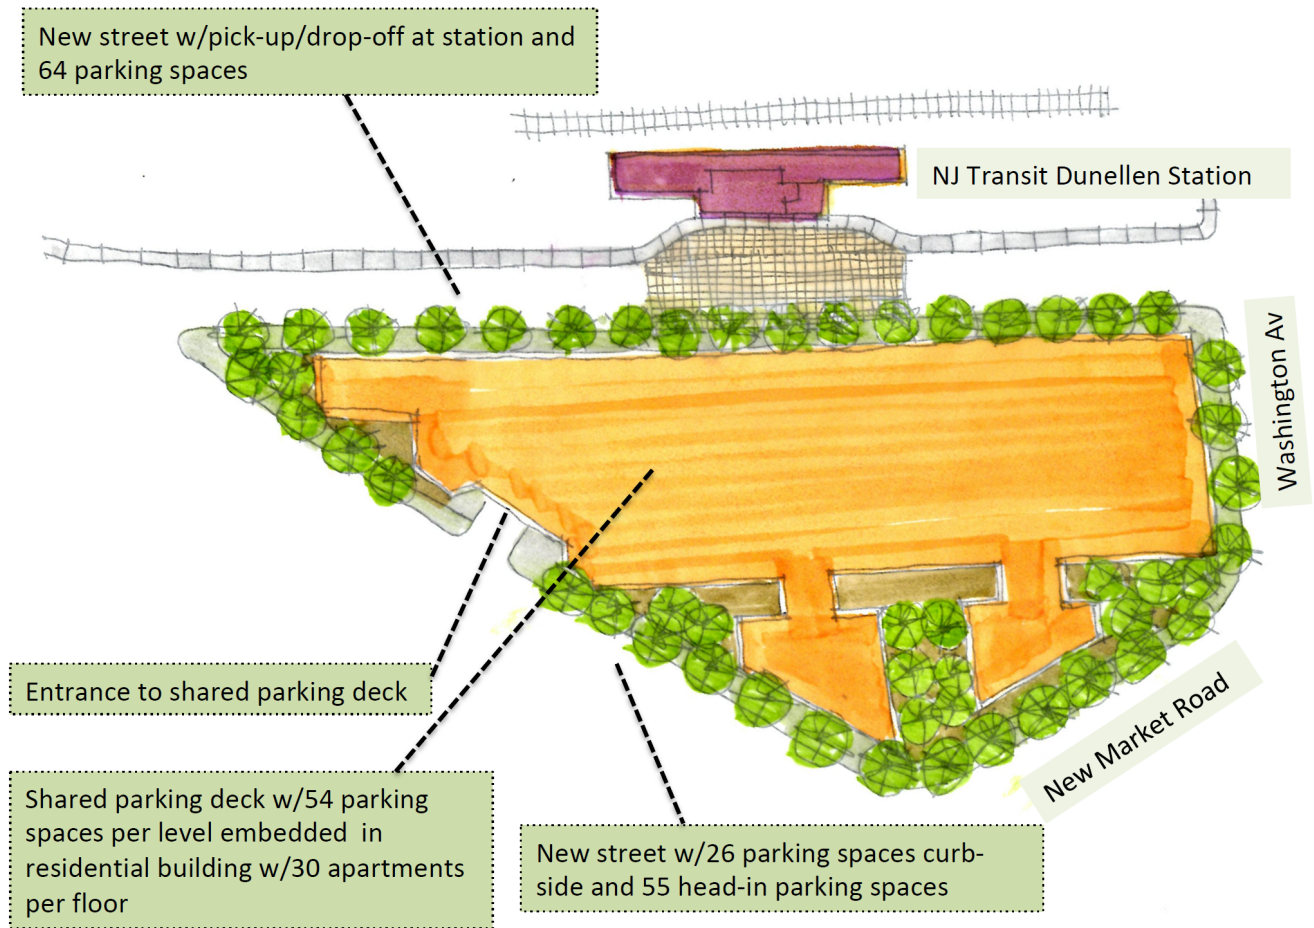 New street w/pick-up/drop-off at station and
64 parking spaces
NJ Transit Dunellen Station
Washington Av
Entrance to shared parking deck
New Market Road
Shared parking deck w/54 parking
spaces per level embedded in
residential building w/30 apartments
per floor
New street w/26 parking spaces curb-
side and 55 head-in parking spaces